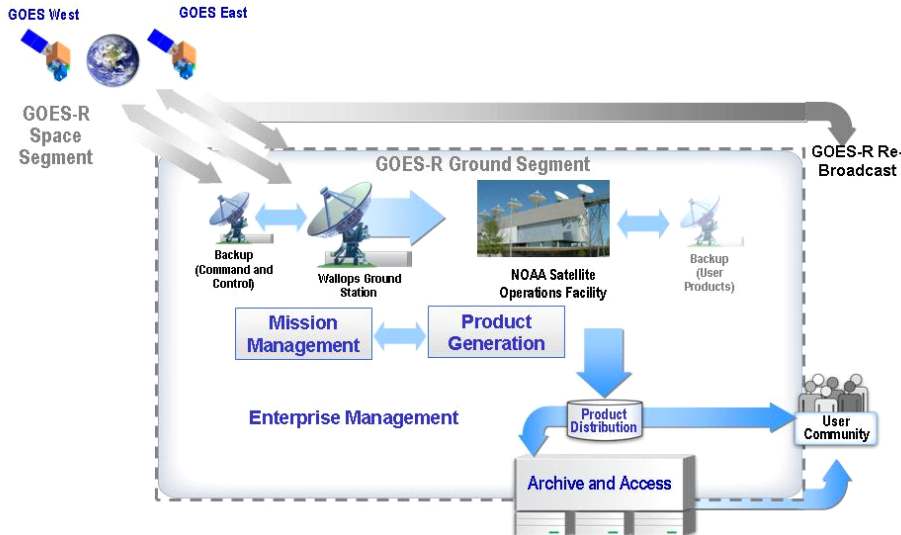 GOES West
GOES East
GOES-R
Space
Segment
GOES-R Re-
Broadcast
GOES-R Ground Segment
Backup
(Command and
Control)
Wallops Ground
Station
NOAA Satellite
Operations Facility
Backup
(User
Products)
Mission
Management
Product
Generation
Enterprise Management
Product
Distribution
User
Community
Archive and Access